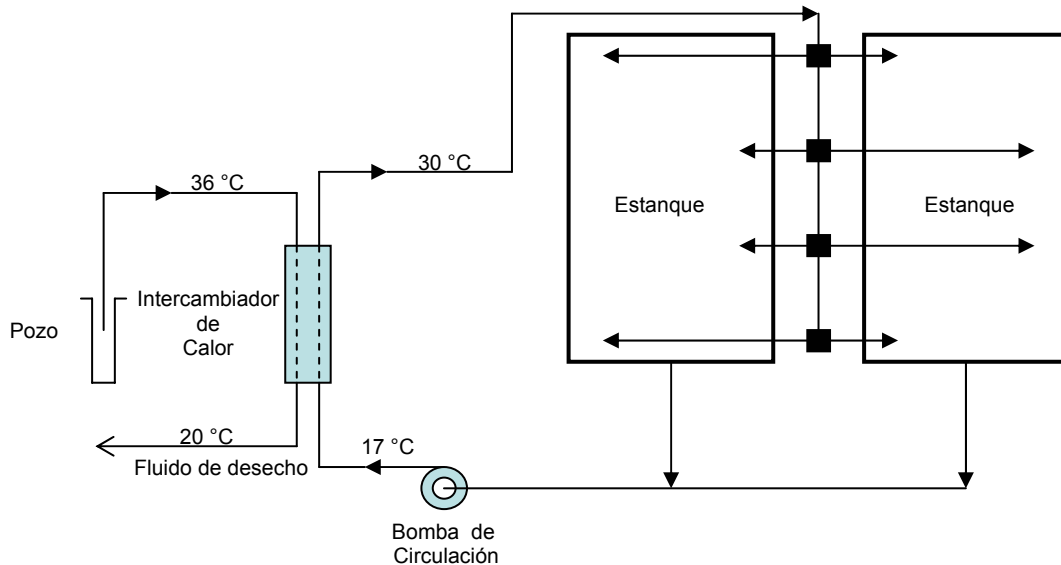 36 °C
30 °C
Estanque
Estanque
Pozo
Intercambiador
de
Calor
20 °C
Fluido de desecho
17 °C
Bomba de
Circulación